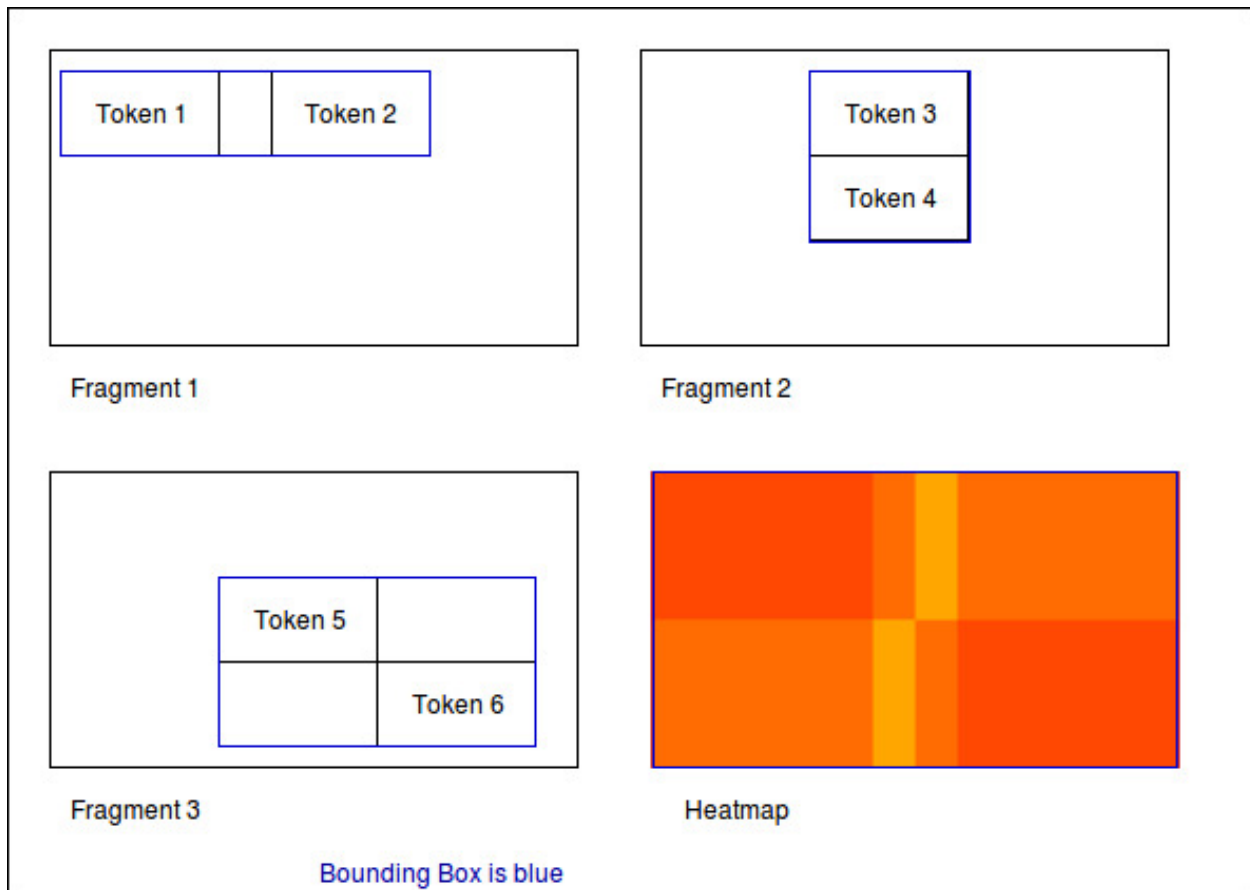 Token 1
Token 2
Token 3
Token 4
Fragment 1
Fragment 2
Token 5
Token 6
Fragment 3
Heatmap
Bounding Box is blue